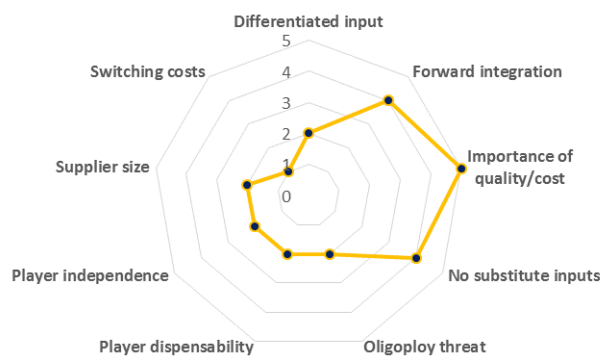 Differentiated input
5
4
3
2
1
0
Forward integration
Importance of
quality/cost
No substitute inputs
Oligoploy threat
Player dispensability
Player independence
Supplier size
Switching costs